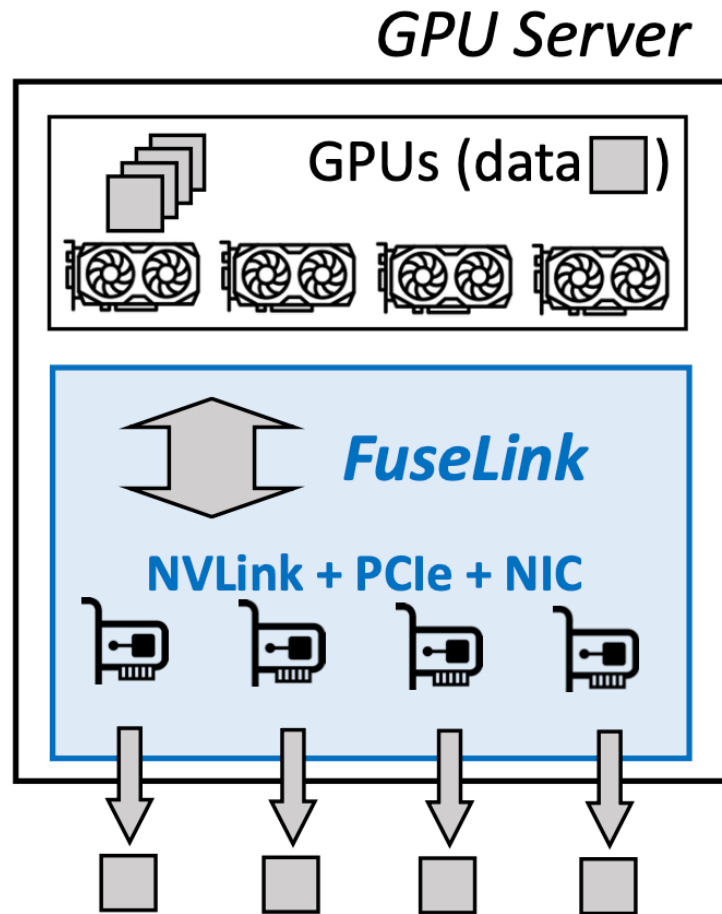 GPU Server
GPUs (data )
FuseLink
NVLink + PCIe + NIC